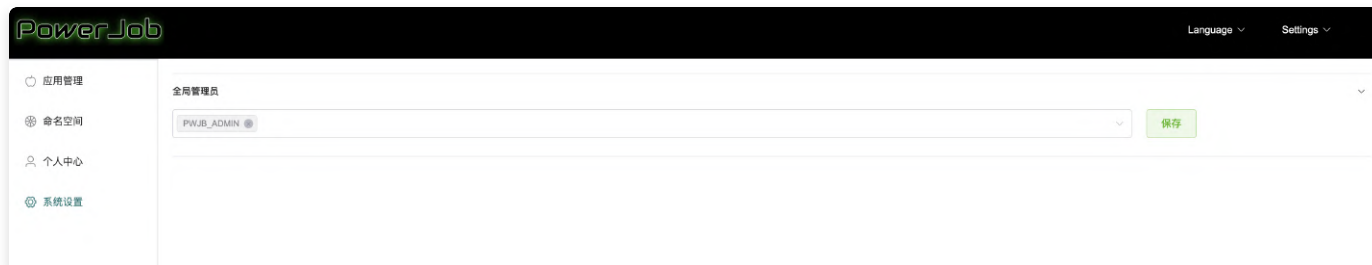 PowerJob
Language
Settings
应用管理
命名空间
个人中心
系统设置
全局管理员
PWJB_ADMIN
保存